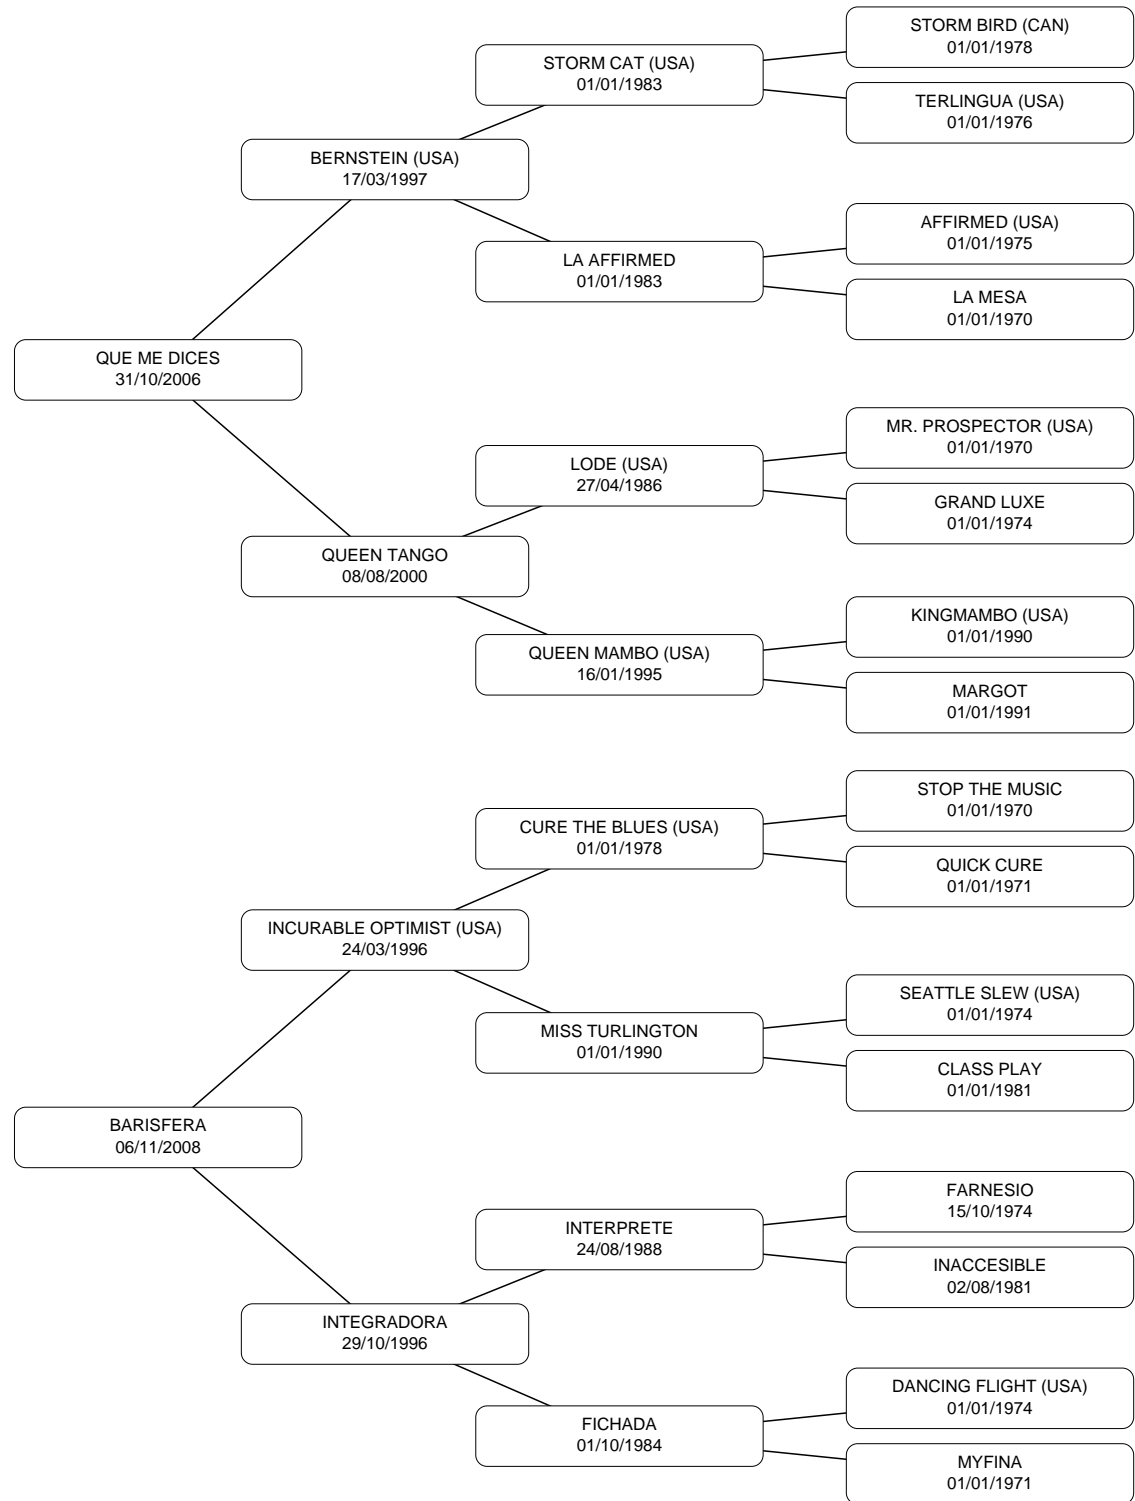 STORM BIRD (CAN)
01/01/1978
STORM CAT (USA)
01/01/1983
TERLINGUA (USA)
01/01/1976
BERNSTEIN (USA)
17/03/1997
AFFIRMED (USA)
01/01/1975
LA AFFIRMED
01/01/1983
LA MESA
01/01/1970
QUE ME DICES
31/10/2006
MR. PROSPECTOR (USA)
01/01/1970
LODE (USA)
27/04/1986
GRAND LUXE
01/01/1974
QUEEN TANGO
08/08/2000
KINGMAMBO (USA)
01/01/1990
QUEEN MAMBO (USA)
16/01/1995
MARGOT
01/01/1991
STOP THE MUSIC
01/01/1970
CURE THE BLUES (USA)
01/01/1978
QUICK CURE
01/01/1971
INCURABLE OPTIMIST (USA)
24/03/1996
SEATTLE SLEW (USA)
01/01/1974
MISS TURLINGTON
01/01/1990
CLASS PLAY
01/01/1981
BARISFERA
06/11/2008
FARNESIO
15/10/1974
INTERPRETE
24/08/1988
INACCESIBLE
02/08/1981
INTEGRADORA
29/10/1996
DANCING FLIGHT (USA)
01/01/1974
FICHADA
01/10/1984
MYFINA
01/01/1971